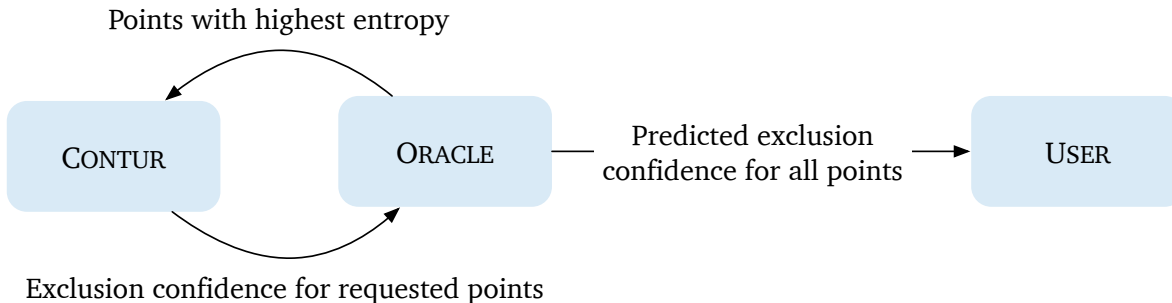 Points with highest entropy
CONTUR
ORACLE
Predicted exclusion
confidence for all points
USER
Exclusion confidence for requested points